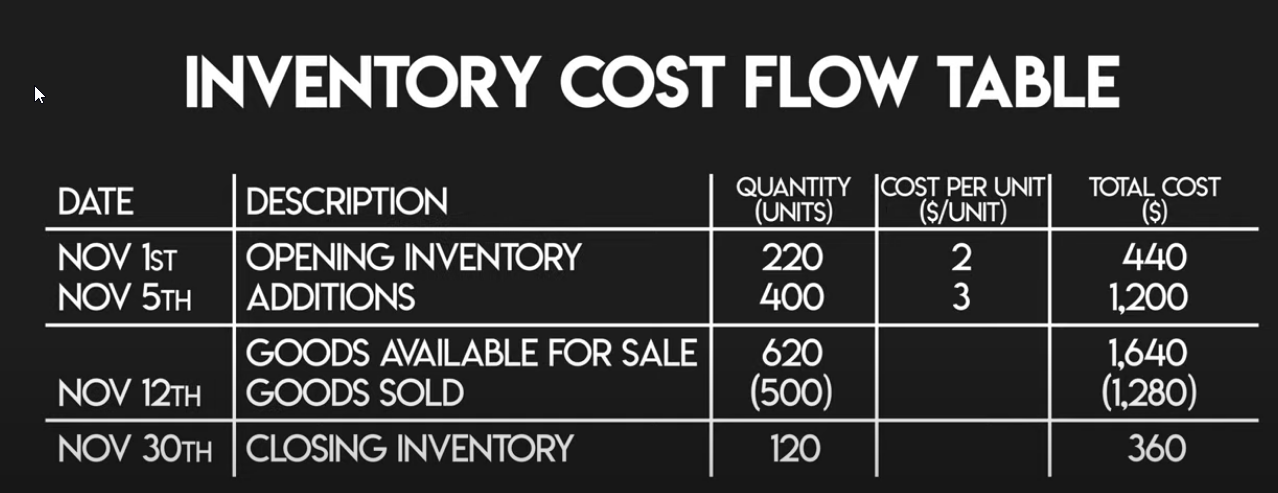 INVENTORY COST FLOW TABLE
DATE DESCRIPTION QUANTITY (UNITS) COST PER UNIT ($/UNIT) TOTAL COST ($)
NOV 1ST OPENING INVENTORY 220 2 440
NOV 5TH ADDITIONS 400 3 1,200
GOODS AVAILABLE FOR SALE 620 1,640
NOV 12TH GOODS SOLD (500) (1,280)
NOV 30TH CLOSING INVENTORY 120 360